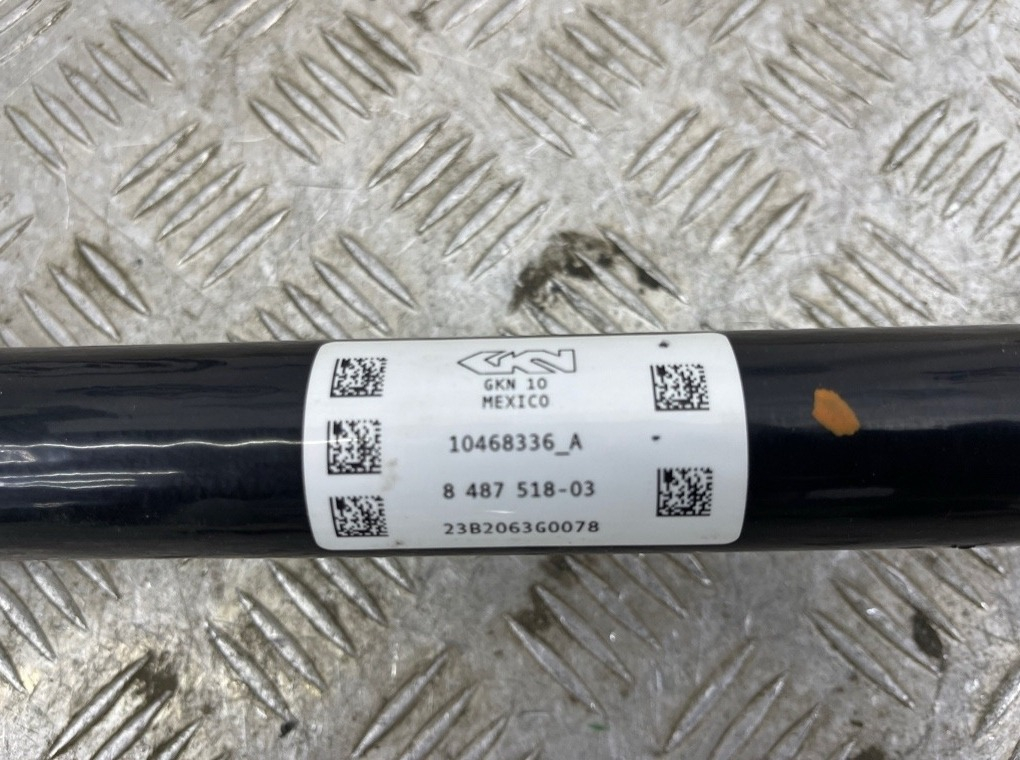 GKN
GKN 10
MEXICO
10468336_A
8 487 518-03
23B2063G0078